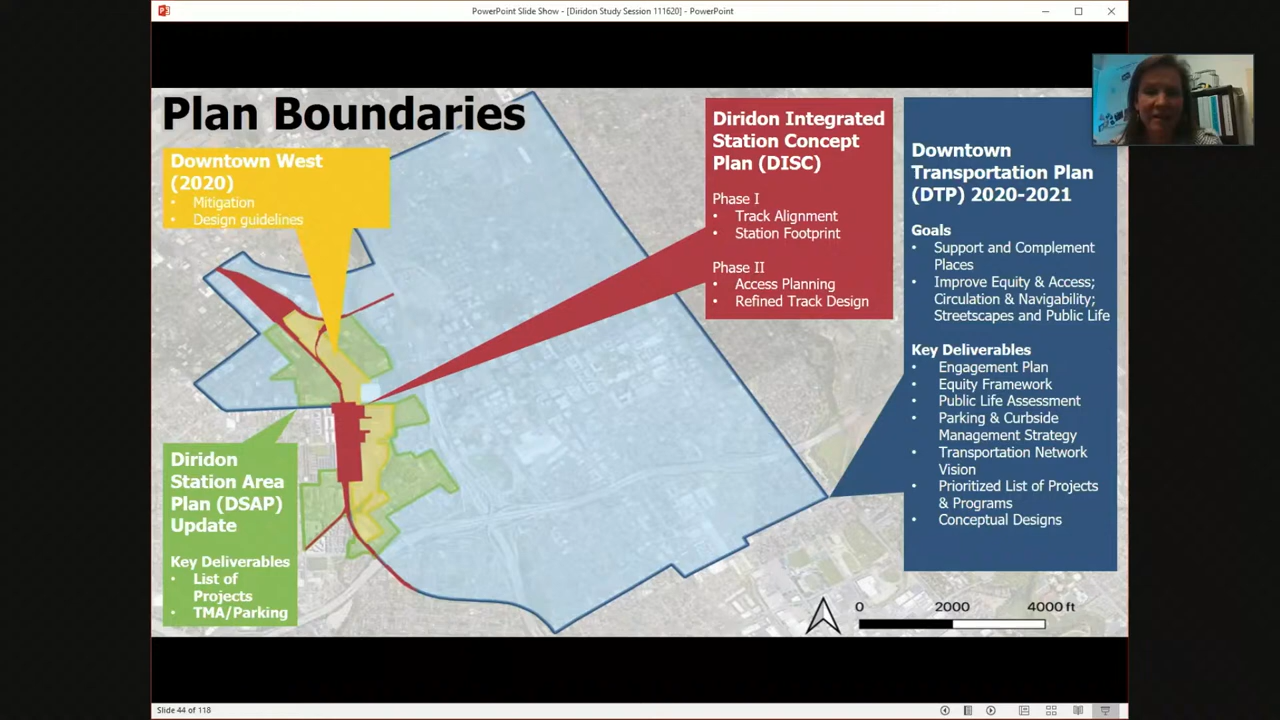 PowerPoint Slide Show - [Diridon Study Session 111620] - PowerPoint
Plan Boundaries
Downtown West
(2020)
• Mitigation
• Design guidelines
Diridon Integrated
Station Concept
Plan (DISC)
Phase I
• Track Alignment
• Station Footprint
Phase II
• Access Planning
• Refined Track Design
Downtown
Transportation Plan
(DTP) 2020-2021
Goals
• Support and Complement
Places
• Improve Equity & Access;
Circulation & Navigability;
Streetscapes and Public Life
Key Deliverables
• Engagement Plan
• Equity Framework
• Public Life Assessment
• Parking & Curbside
Management Strategy
• Transportation Network
Vision
• Prioritized List of Projects
& Programs
• Conceptual Designs
Diridon
Station Area
Plan (DSAP)
Update
Key Deliverables
• List of
Projects
• TMA/Parking
0 2000 4000 ft
Slide 44 of 118